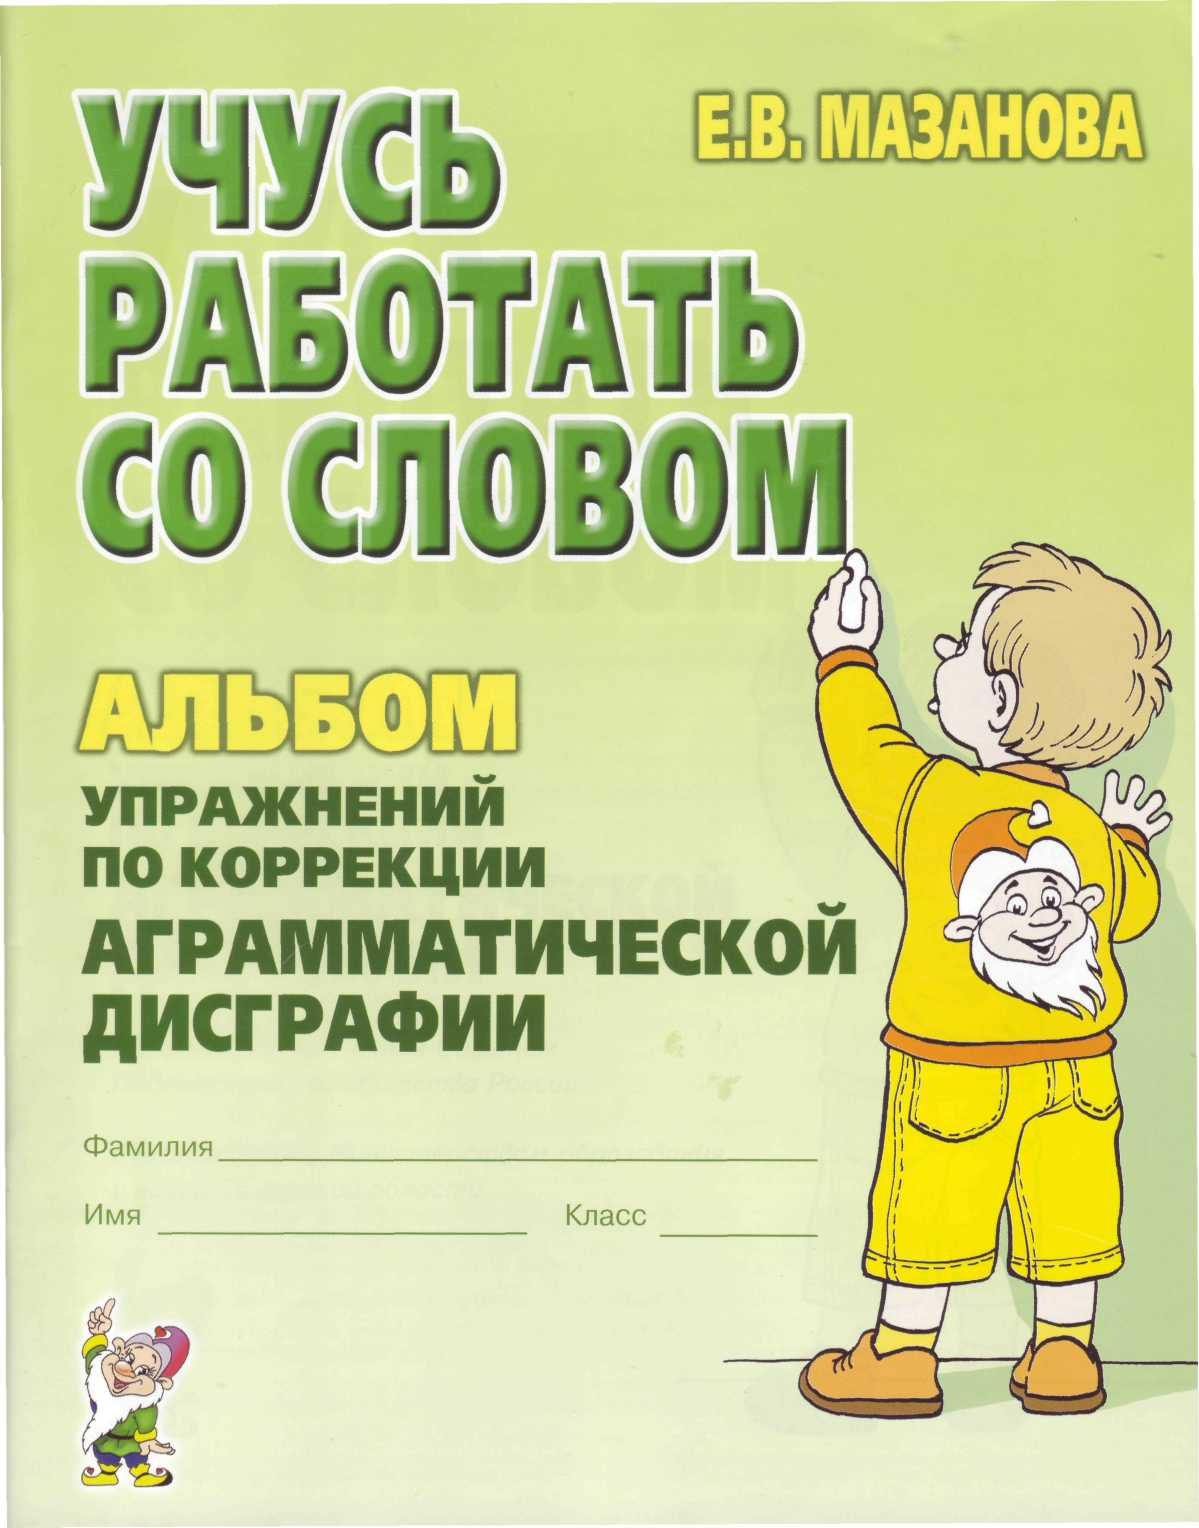 Е.В. МАЗАНОВА
УЧУСЬ
РАБОТАТЬ
СО СЛОВОМ
АЛЬБОМ
УПРАЖНЕНИЙ
ПО КОРРЕКЦИИ
АГРАММАТИЧЕСКОЙ
ДИСГРАФИИ
Фамилия
Имя Класс